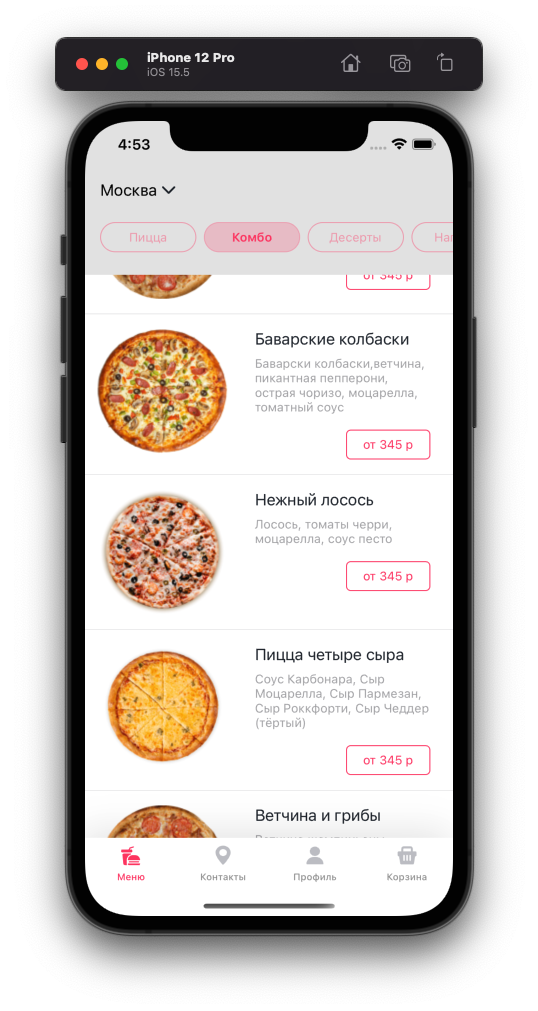 iPhone 12 Pro
iOS 15.5
4:53
Москва
Пицца
Комбо
Десерты
от 345 р
Баварские колбаски
Баварски колбаски,ветчина,
пикантная пепперони,
острая чоризо, моцарелла,
томатный соус
от 345 р
Нежный лосось
Лосось, томаты черри,
моцарелла, соус песто
от 345 р
Пицца четыре сыра
Соус Карбонара, Сыр
Моцарелла, Сыр Пармезан,
Сыр Роккфорти, Сыр Чеддер
(тёртый)
от 345 р
Ветчина и грибы
Меню
Контакты
Профиль
Корзина